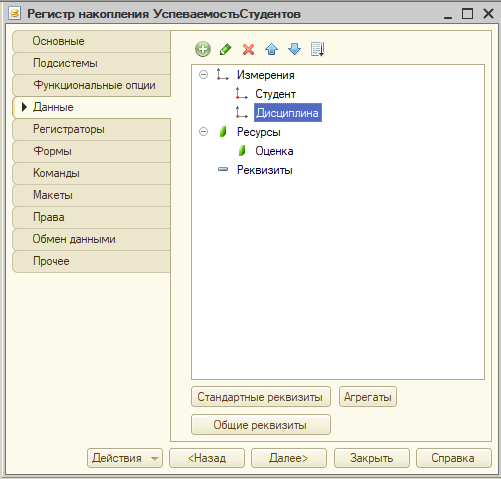 Регистр накопления УспеваемостьСтудентов
Основные
Подсистемы
Функциональные опции
Данные
Регистраторы
Формы
Команды
Макеты
Права
Обмен данными
Прочее
Измерения
Студент
Дисциплина
Ресурсы
Оценка
Реквизиты
Стандартные реквизиты
Агрегаты
Общие реквизиты
Действия
<Назад
Далее>
Закрыть
Справка